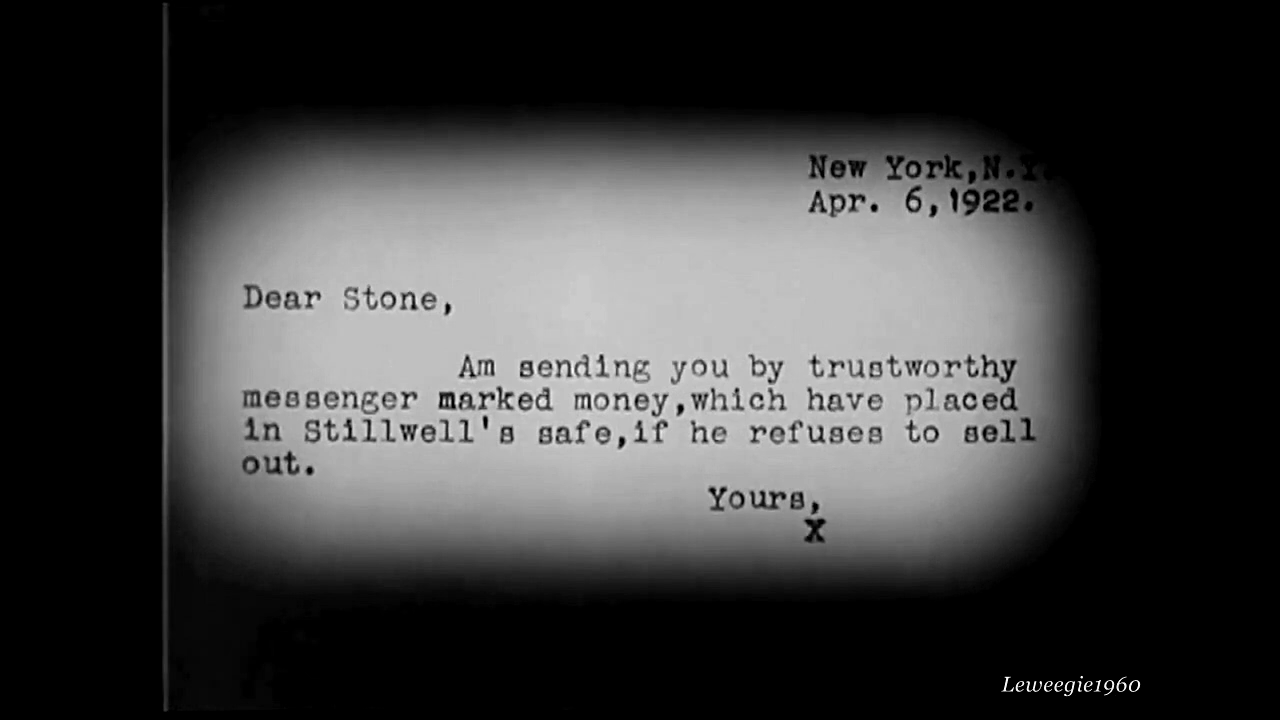 New York,N.Y.
Apr. 6,1922.
Dear Stone,
Am sending you by trustworthy
messenger marked money,which have placed
in Stillwell's safe,if he refuses to sell
out.
Yours,
X
Leweegie1960